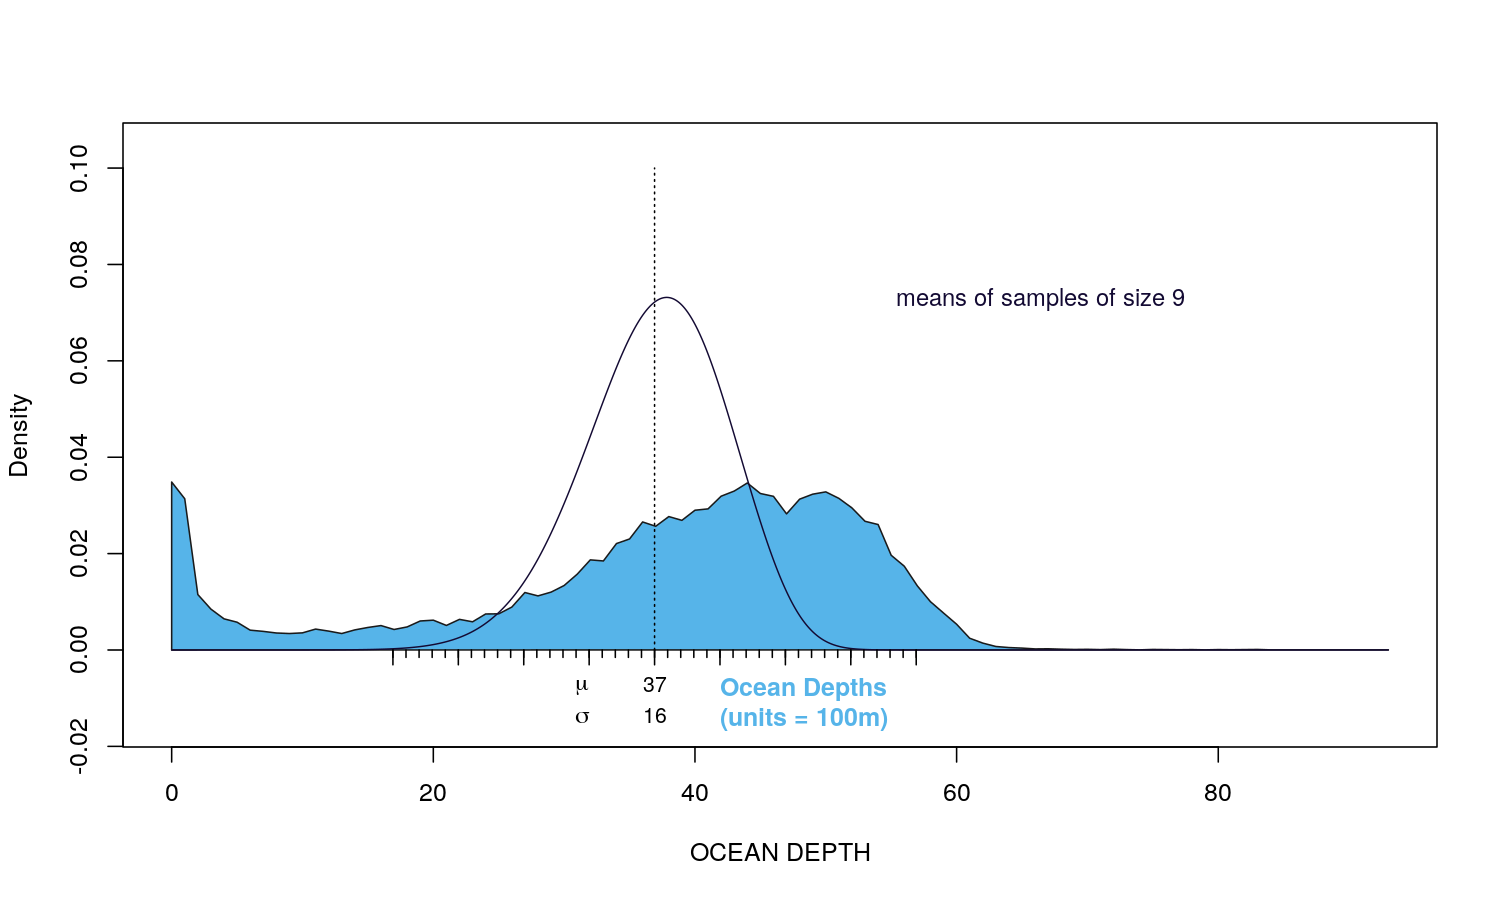 0.10
0.08
0.06
0.04
0.02
0.00
-0.02
Density
means of samples of size 9
μ 37
σ 16
Ocean Depths
(units = 100m)
0 20 40 60 80
OCEAN DEPTH